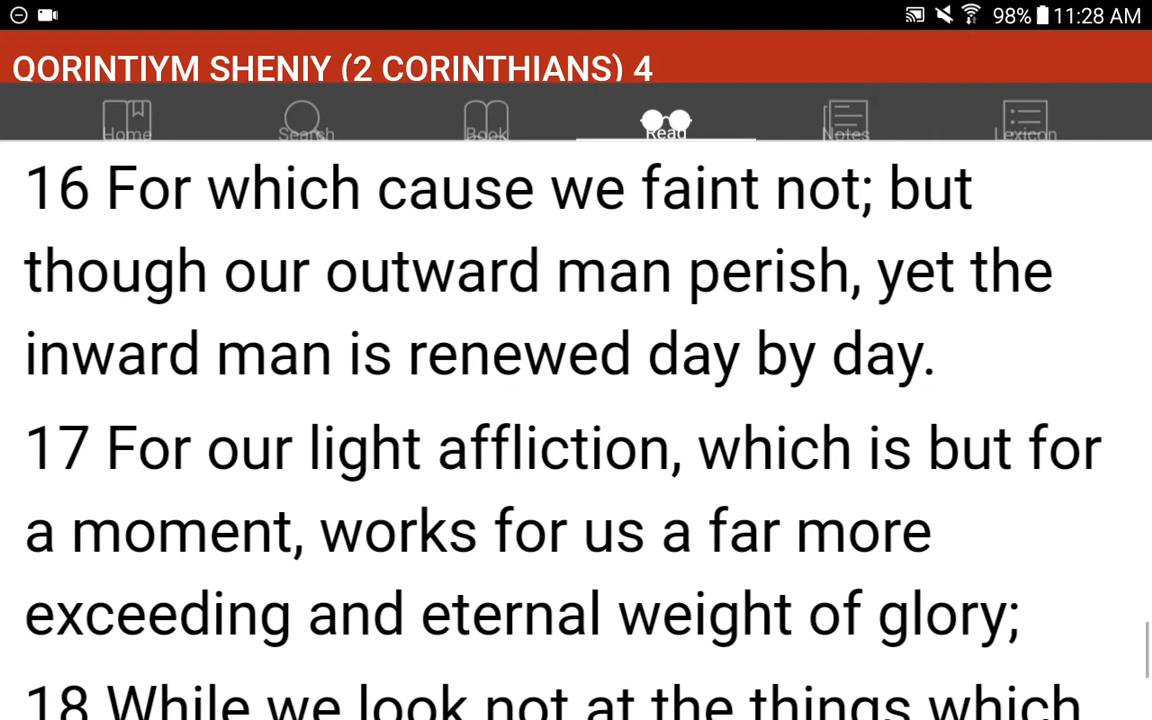 98% 11:28 AM
QORINTIYM SHENIY (2 CORINTHIANS) 4
Home Search Book Read Notes Lexicon
16 For which cause we faint not; but
though our outward man perish, yet the
inward man is renewed day by day.
17 For our light affliction, which is but for
a moment, works for us a far more
exceeding and eternal weight of glory;
18 While we look not at the things which